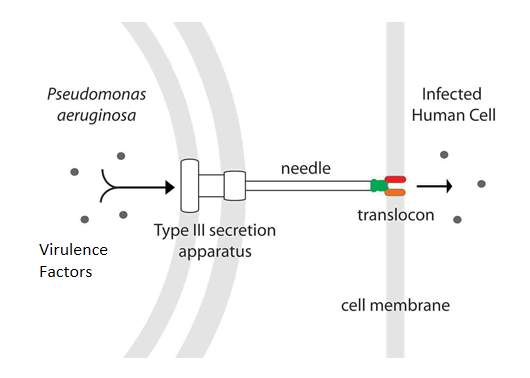 Pseudomonas
aeruginosa
Infected
Human Cell
needle
translocon
Type III secretion
apparatus
Virulence
Factors
cell membrane